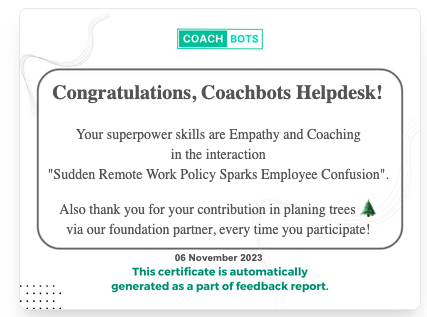 COACH BOTS
Congratulations, Coachbots Helpdesk!
Your superpower skills are Empathy and Coaching
in the interaction
"Sudden Remote Work Policy Sparks Employee Confusion".
Also thank you for your contribution in planing trees 🌲
via our foundation partner, every time you participate!
06 November 2023
This certificate is automatically
generated as a part of feedback report.